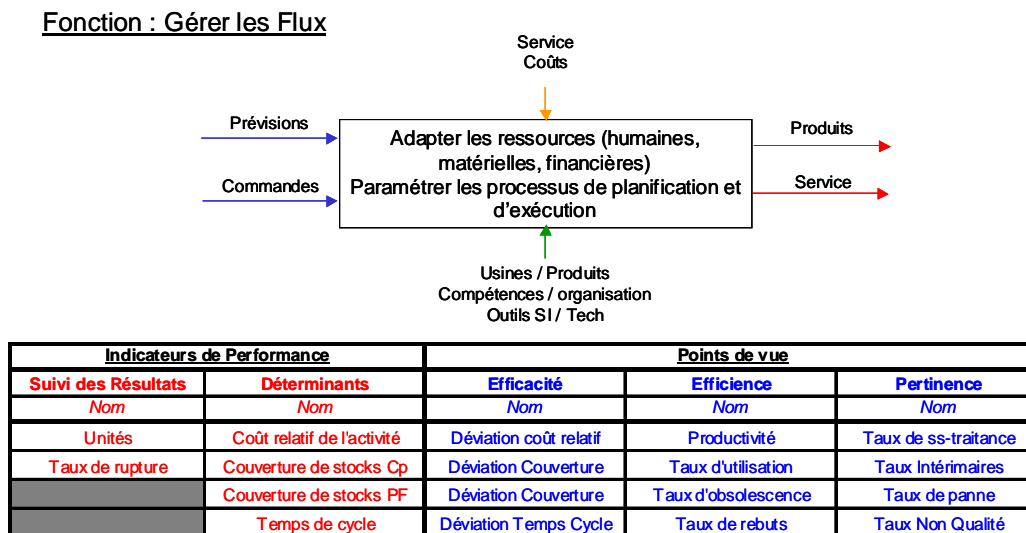 Fonction : Gérer les Flux
Service
Coûts
Prévisions
Commandes
Adapter les ressources (humaines,
matérielles, financières)
Paramétrer les processus de planification et
d'exécution
Produits
Service
Usines / Produits
Compétences / organisation
Outils SI / Tech
Indicateurs de Performance Points de vue
Suivi des Résultats Déterminants Efficacité Efficience Pertinence
Nom Nom Nom Nom Nom
Unités Coût relatif de l'activité Déviation coût relatif Productivité Taux de ss-traitance
Taux de rupture Couverture de stocks Cp Déviation Couverture Taux d'utilisation Taux Intérimaires
Couverture de stocks PF Déviation Couverture Taux d'obsolescence Taux de panne
Temps de cycle Déviation Temps Cycle Taux de rebuts Taux Non Qualité